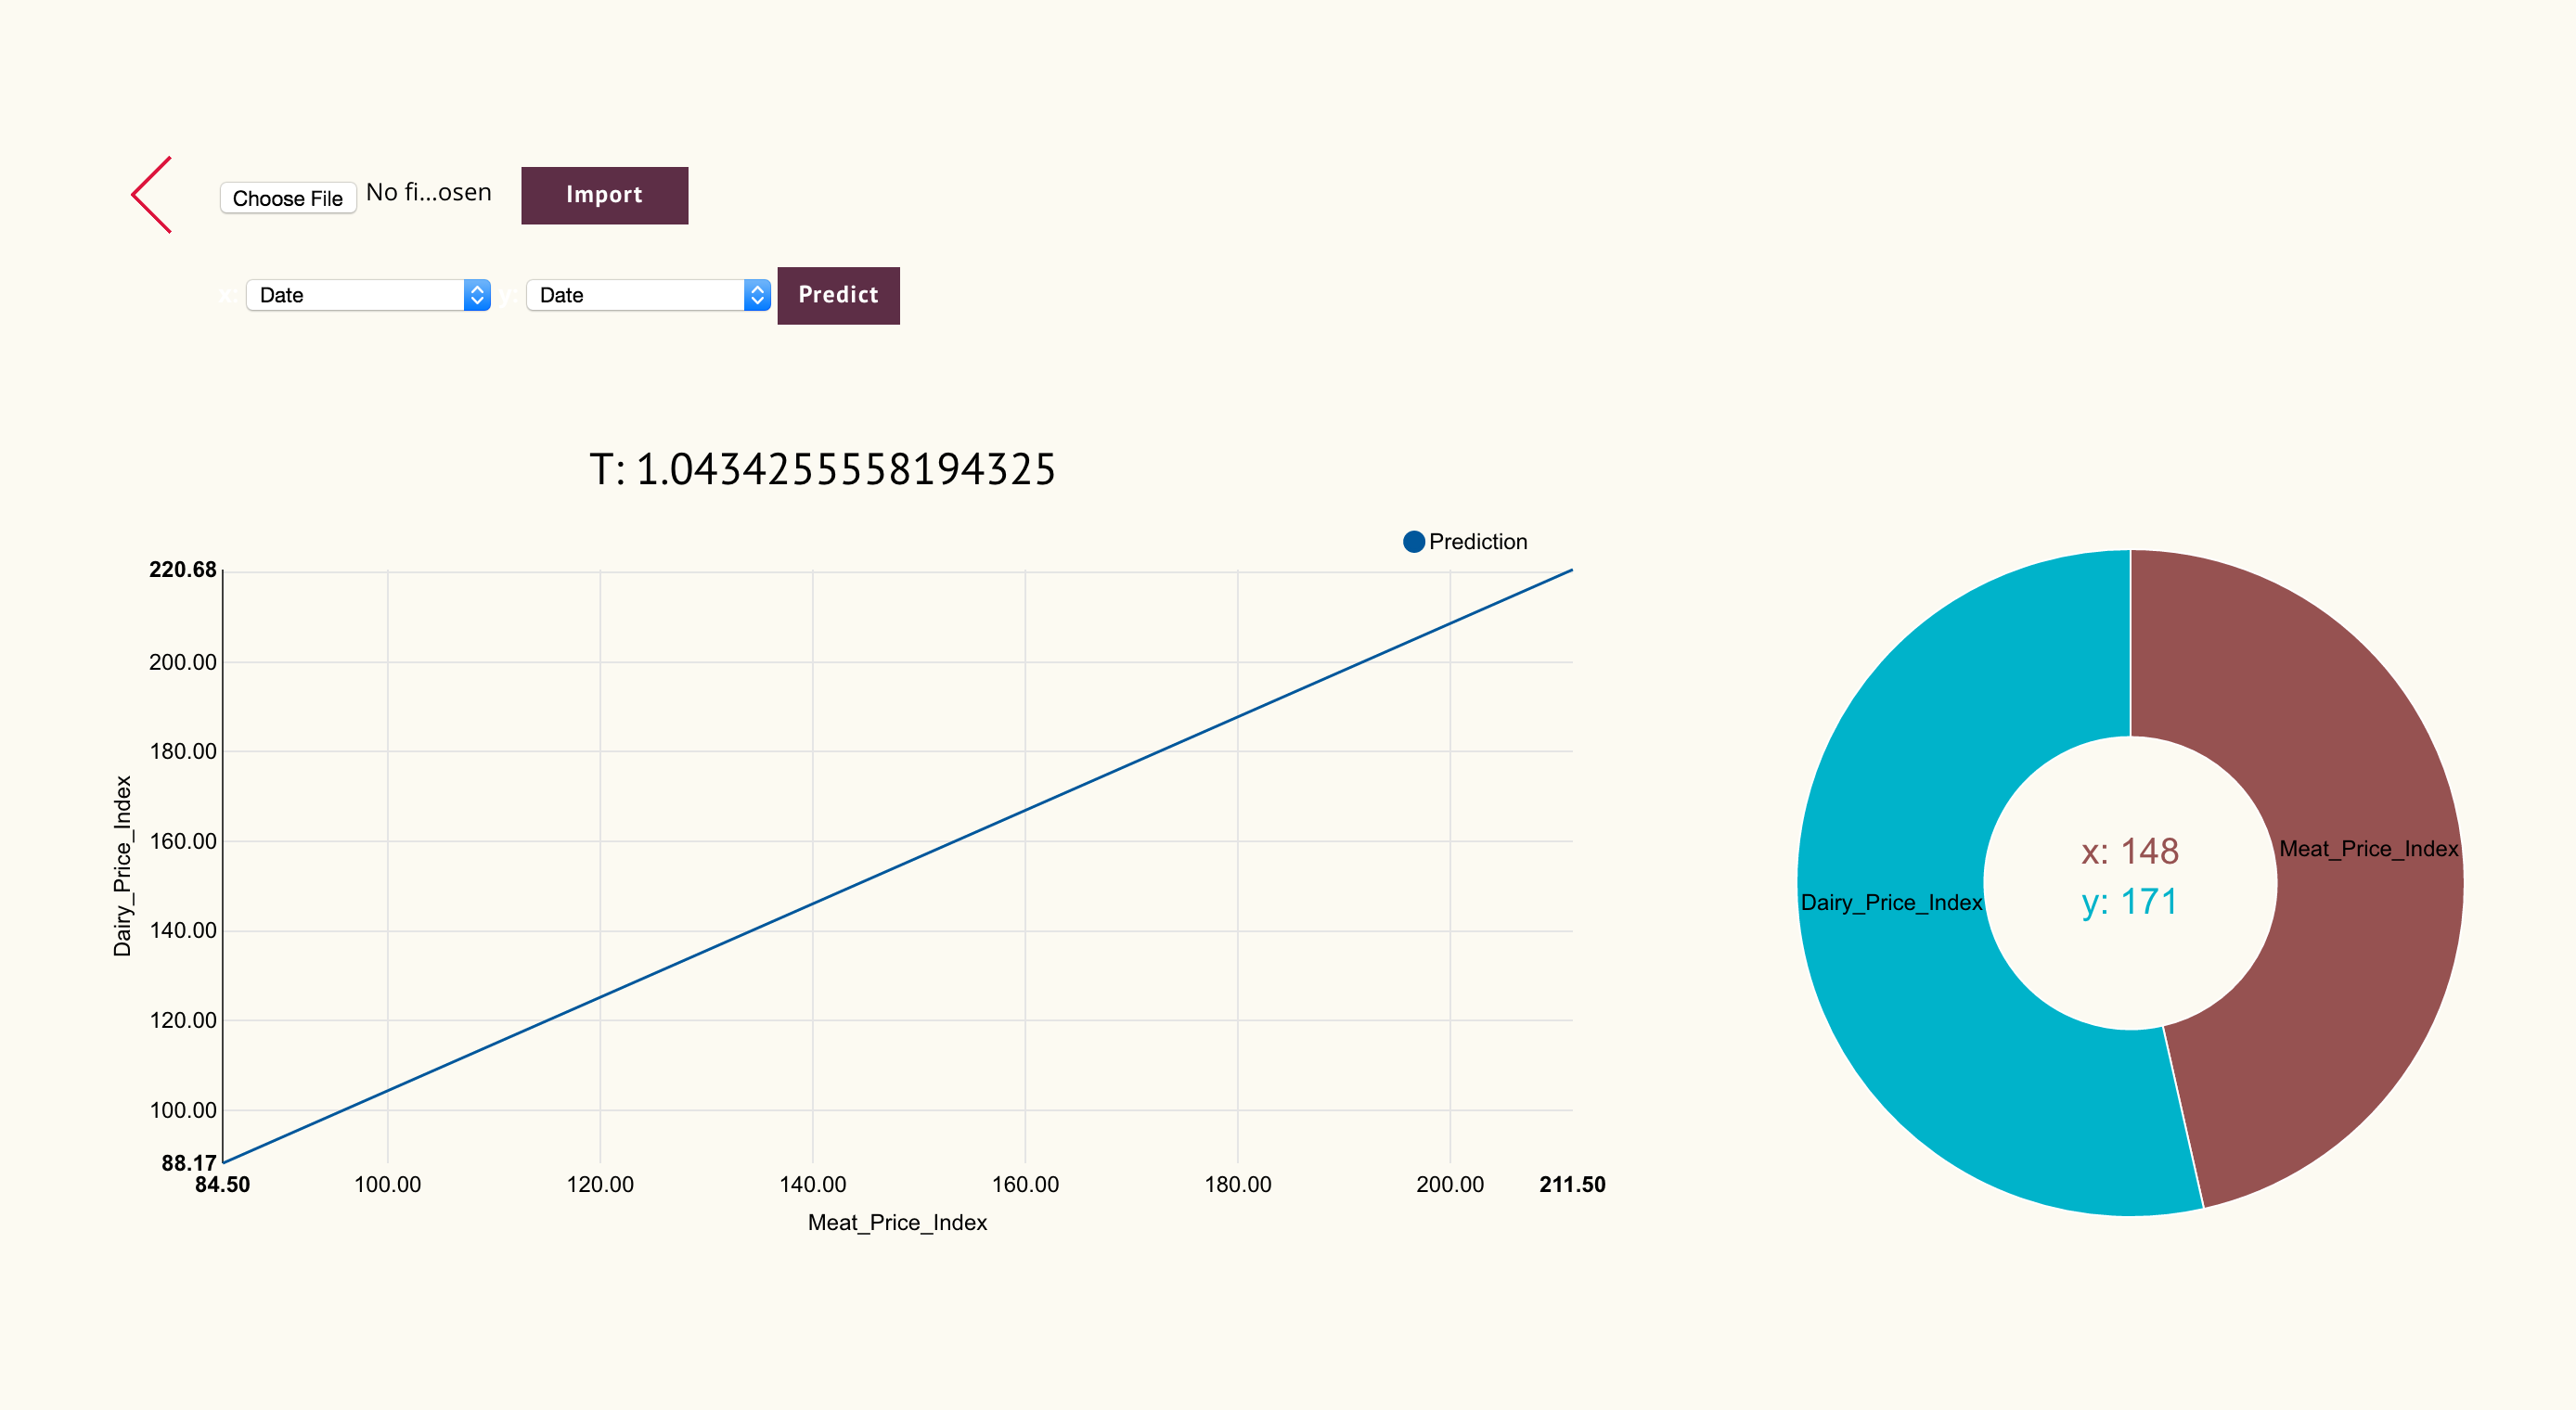 Choose File No fi...osen Import
x: Date y: Date Predict
T: 1.0434255558194325
Prediction
220.68
200.00
180.00
160.00
140.00
120.00
100.00
88.17
Dairy_Price_Index
84.50 100.00 120.00 140.00 160.00 180.00 200.00 211.50
Meat_Price_Index
x: 148
y: 171
Meat_Price_Index
Dairy_Price_Index